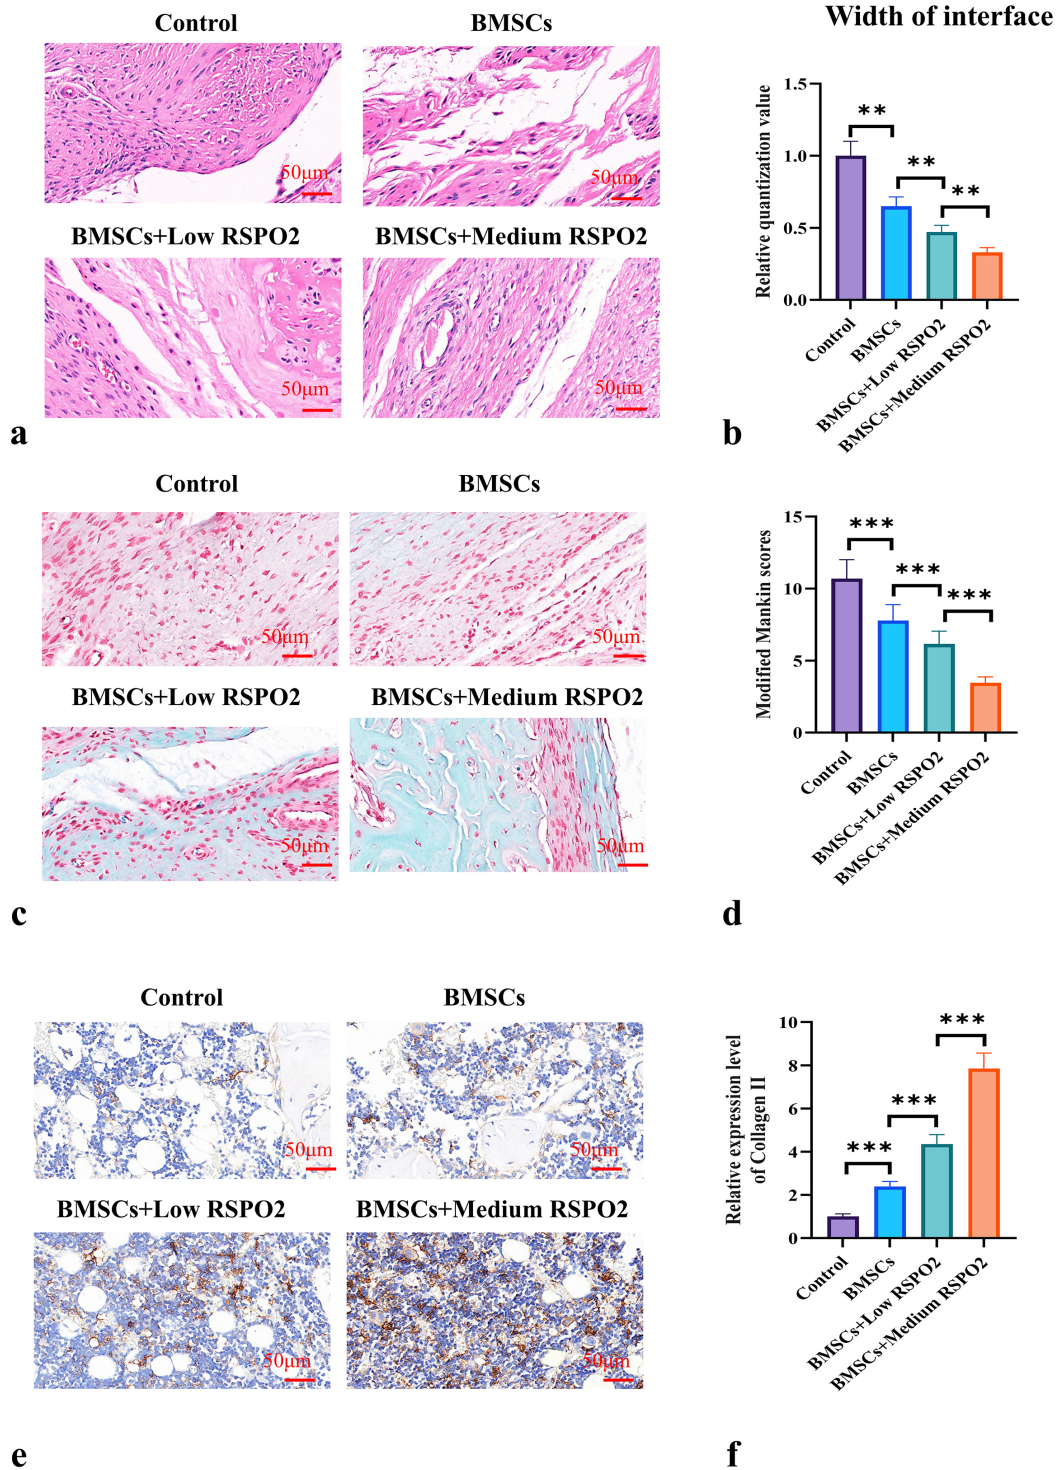 Control
BMSCs
50μm
50μm
BMSCs+Low RSPO2
BMSCs+Medium RSPO2
50μm
50μm
a
Width of interface
Relative quantization value
1.5
1.0
0.5
0.0
**
**
**
Control
BMSCs
BMSCs+Low RSPO2
BMSCs+Medium RSPO2
b
Control
BMSCs
50μm
50μm
BMSCs+Low RSPO2
BMSCs+Medium RSPO2
50μm
50μm
c
Modified Mankin scores
15
10
5
0
***
***
***
Control
BMSCs
BMSCs+Low RSPO2
BMSCs+Medium RSPO2
d
Control
BMSCs
50μm
50μm
BMSCs+Low RSPO2
BMSCs+Medium RSPO2
50μm
50μm
e
Relative expression level
of Collagen II
10
8
6
4
2
0
***
***
***
Control
BMSCs
BMSCs+Low RSPO2
BMSCs+Medium RSPO2
f